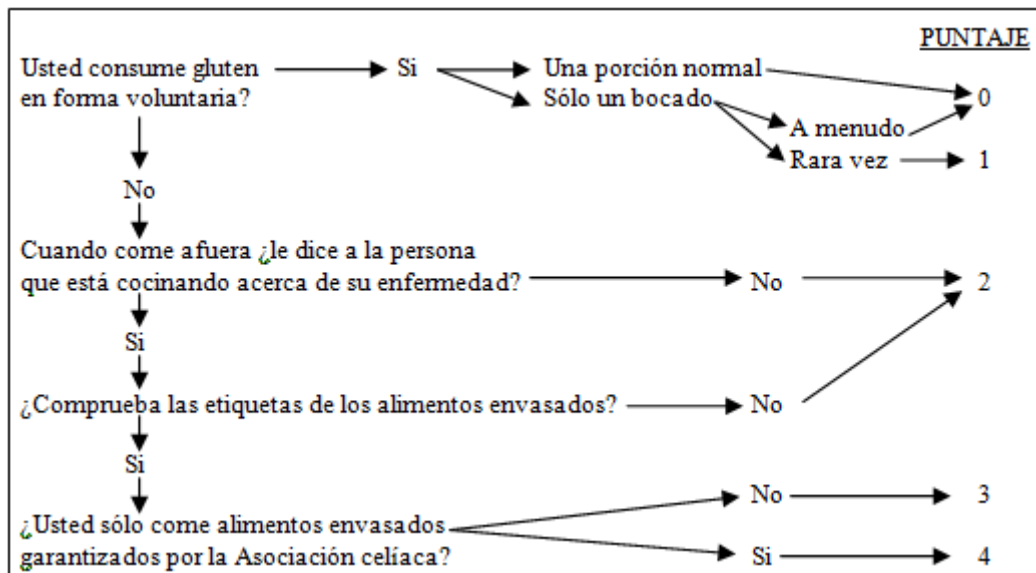 PUNTAJE
Usted consume gluten
en forma voluntaria?
Si
Una porción normal
Sólo un bocado
0
A menudo
Rara vez
1
No
Cuando come afuera ¿le dice a la persona
que está cocinando acerca de su enfermedad?
No
2
Si
¿Comprueba las etiquetas de los alimentos envasados?
No
Si
No
3
¿Usted sólo come alimentos envasados
garantizados por la Asociación celíaca?
Si
4